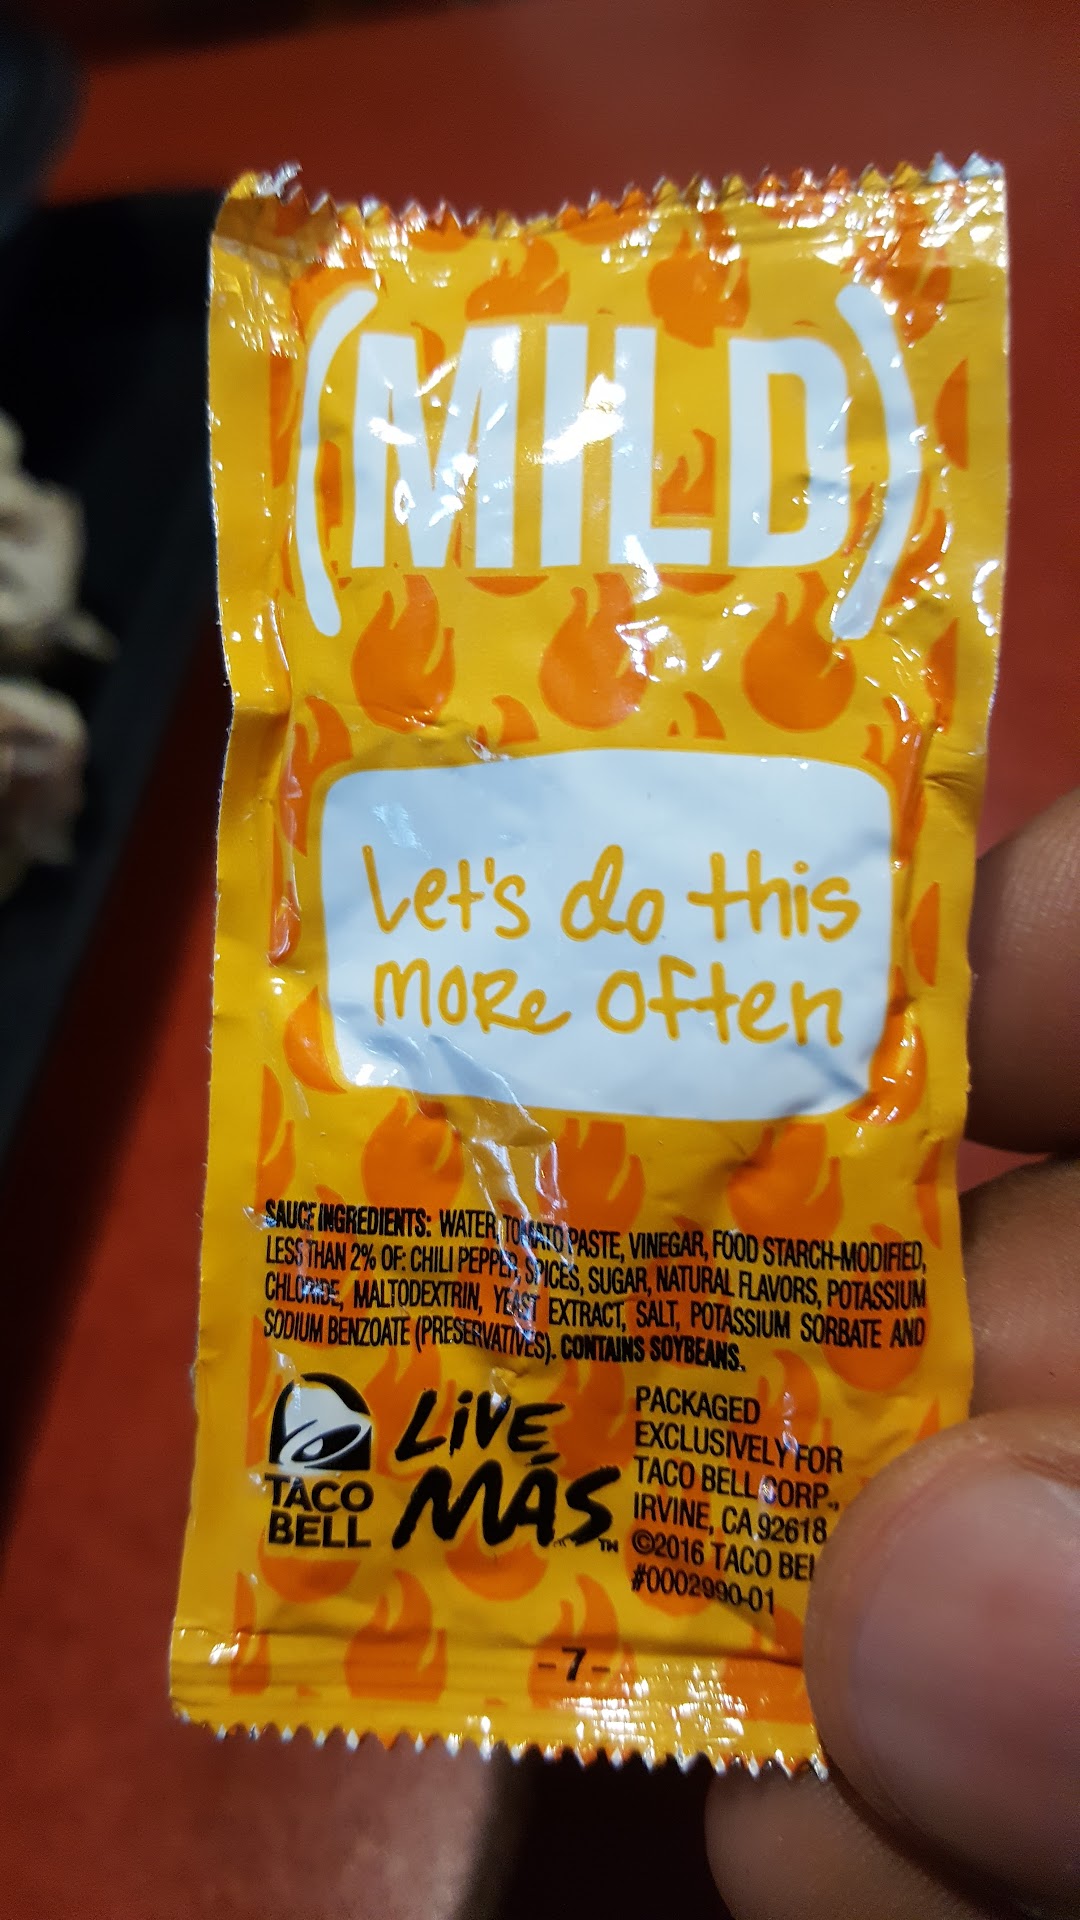 (MILD)
Let's do this
more often
SAUCE INGREDIENTS: WATER, TOMATO PASTE, VINEGAR, FOOD STARCH-MODIFIED,
LESS THAN 2% OF: CHILI PEPPER, SPICES, SUGAR, NATURAL FLAVORS, POTASSIUM
CHLORIDE, MALTODEXTRIN, YEAST EXTRACT, SALT, POTASSIUM SORBATE AND
SODIUM BENZOATE (PRESERVATIVES). CONTAINS SOYBEANS.
TACO
BELL
LIVE
MÁS™
PACKAGED
EXCLUSIVELY FOR
TACO BELL CORP.,
IRVINE, CA 92618
©2016 TACO BEL
#0002990-01
-7-